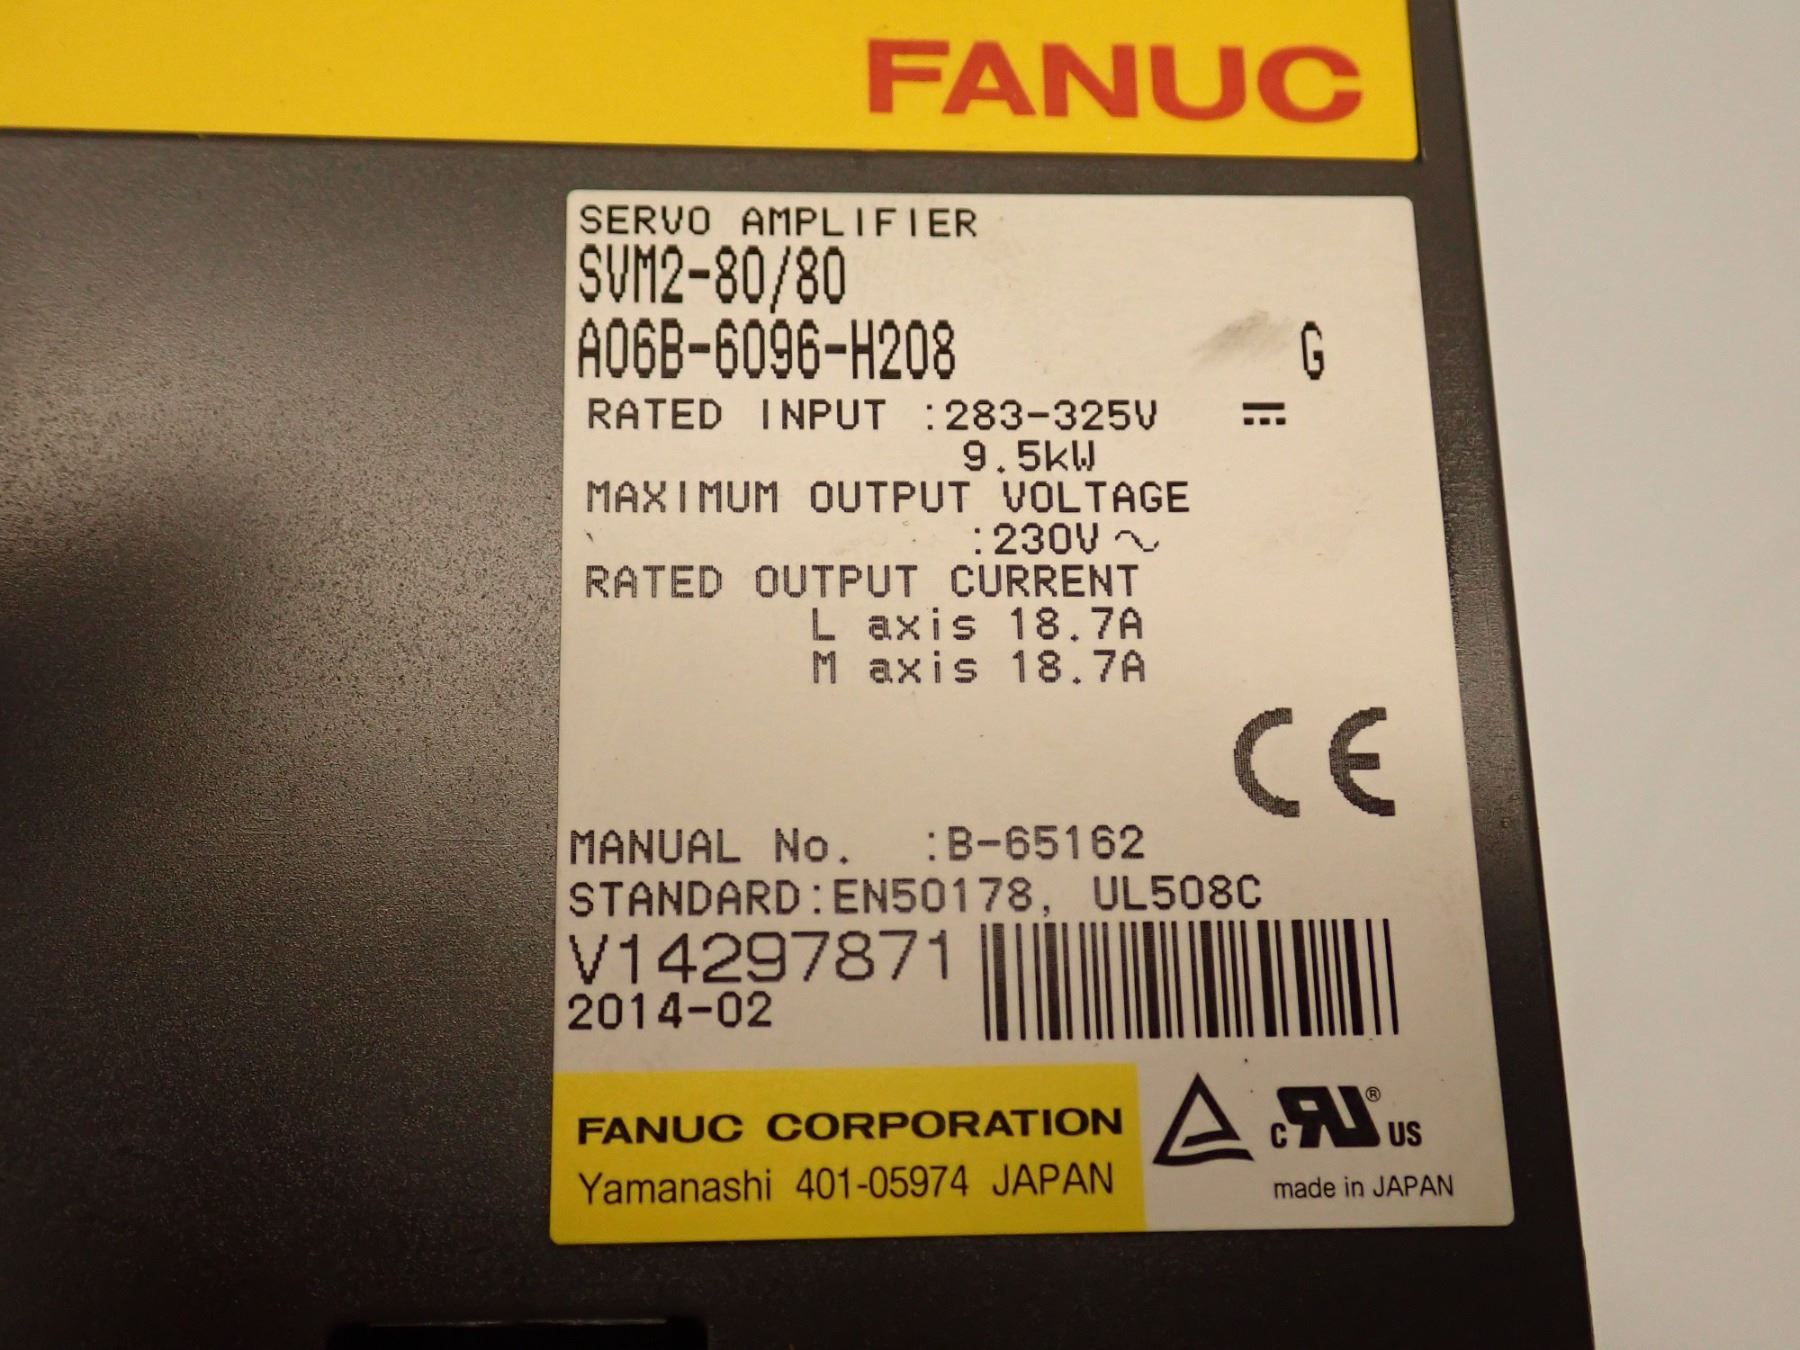 FANUC
SERVO AMPLIFIER
SVM2-80/80
A06B-6096-H208 G
RATED INPUT :283-325V ⎓
9.5kW
MAXIMUM OUTPUT VOLTAGE
:230V ~
RATED OUTPUT CURRENT
L axis 18.7A
M axis 18.7A
CE
MANUAL No. :B-65162
STANDARD:EN50178, UL508C
V14297871
2014-02
FANUC CORPORATION
Yamanashi 401-05974 JAPAN
c RU ® US
made in JAPAN